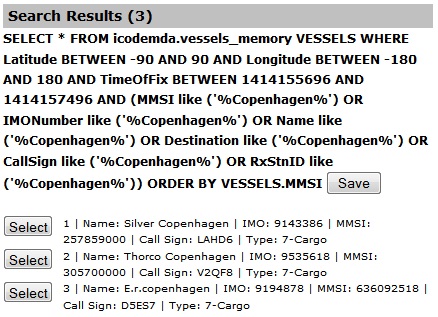 Search Results (3)
SELECT * FROM icodemda.vessels_memory VESSELS WHERE
Latitude BETWEEN -90 AND 90 AND Longitude BETWEEN -180
AND 180 AND TimeOfFix BETWEEN 1414155696 AND
1414157496 AND (MMSI like ('%Copenhagen%') OR
IMONumber like ('%Copenhagen%') OR Name like
('%Copenhagen%') OR Destination like ('%Copenhagen%') OR
CallSign like ('%Copenhagen%') OR RxStnID like
('%Copenhagen%')) ORDER BY VESSELS.MMSI Save
Select 1 | Name: Silver Copenhagen | IMO: 9143386 | MMSI:
257859000 | Call Sign: LAHD6 | Type: 7-Cargo
Select 2 | Name: Thorco Copenhagen | IMO: 9535618 | MMSI:
305700000 | Call Sign: V2QF8 | Type: 7-Cargo
Select 3 | Name: E.r.copenhagen | IMO: 9194878 | MMSI: 636092518 |
Call Sign: D5ES7 | Type: 7-Cargo